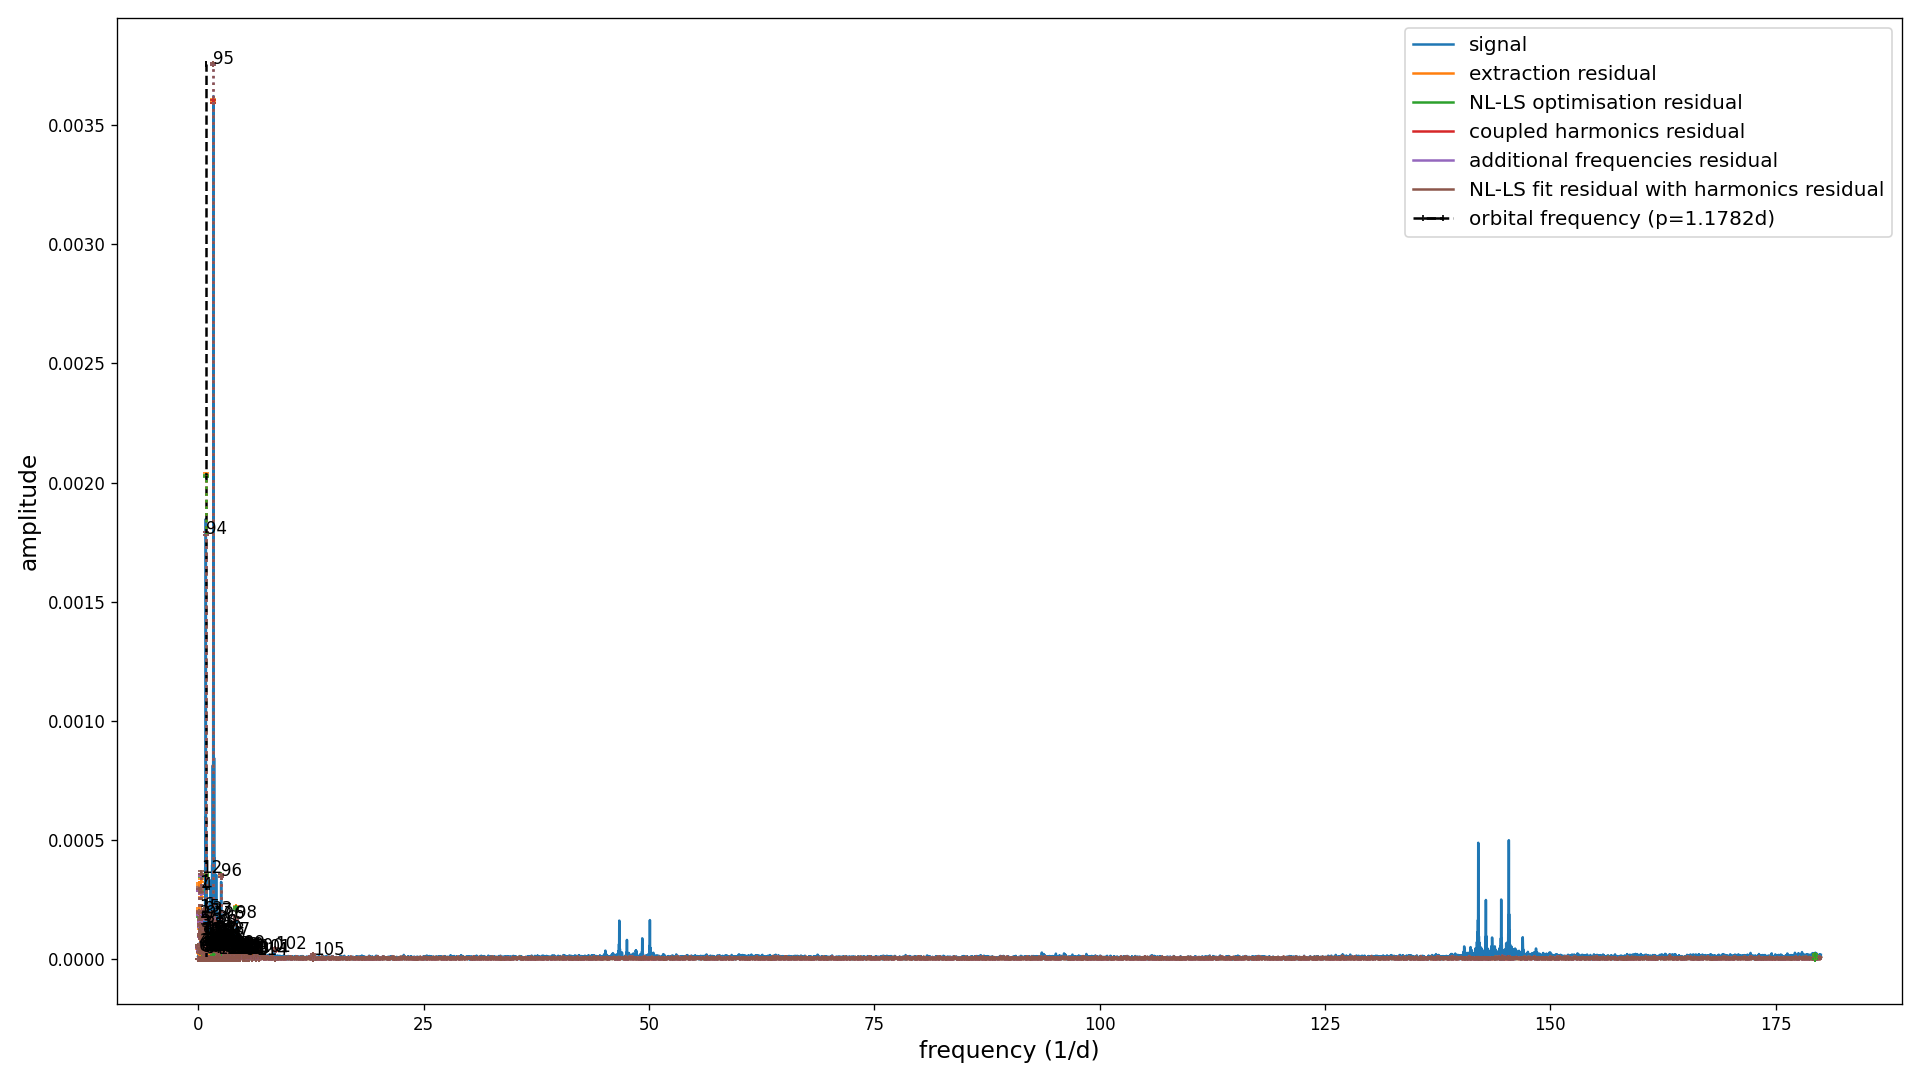 95
94
12
96
98
102
105
0.0035
0.0030
0.0025
0.0020
0.0015
0.0010
0.0005
0.0000
amplitude
0
25
50
75
100
125
150
175
frequency (1/d)
signal
extraction residual
NL-LS optimisation residual
coupled harmonics residual
additional frequencies residual
NL-LS fit residual with harmonics residual
orbital frequency (p=1.1782d)